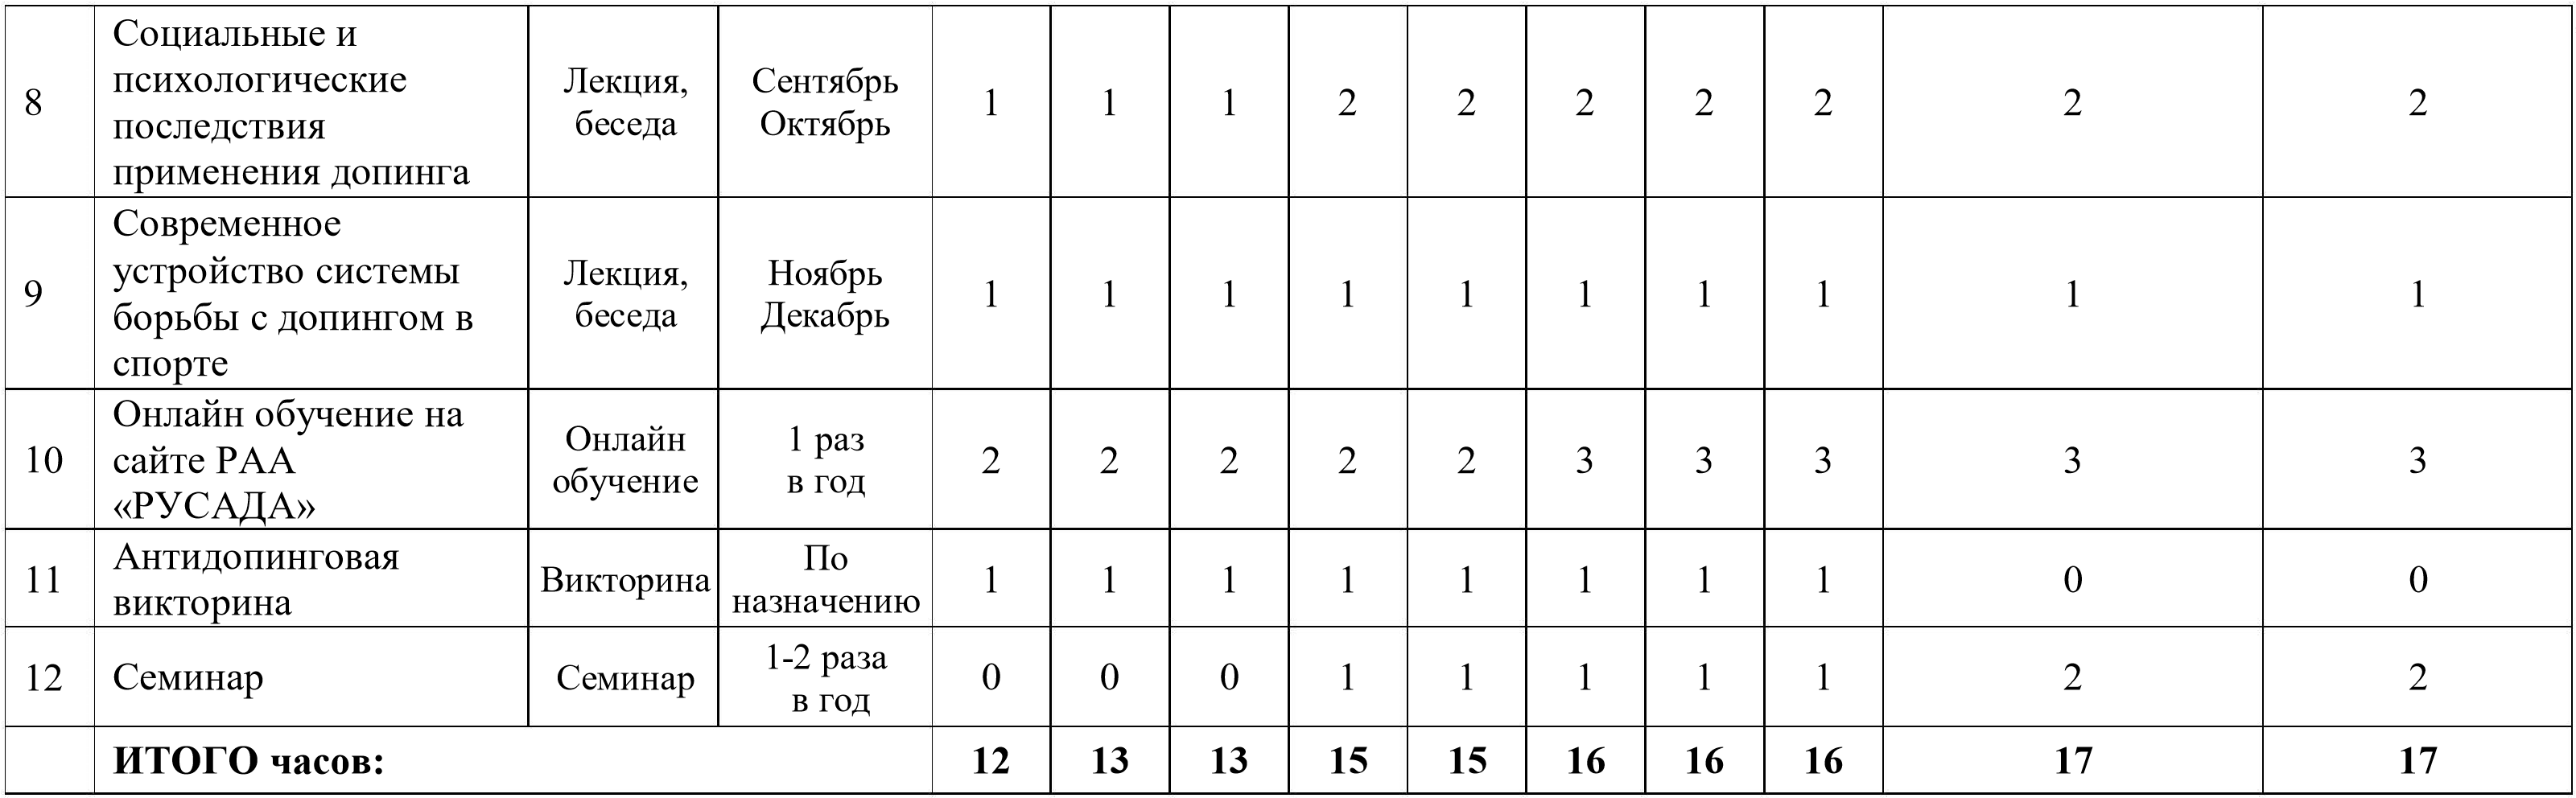 8
Социальные и
психологические
последствия
применения допинга
Лекция,
беседа
Сентябрь
Октябрь
1 1 1 2 2 2 2 2 2 2
9
Современное
устройство системы
борьбы с допингом в
спорте
Лекция,
беседа
Ноябрь
Декабрь
1 1 1 1 1 1 1 1 1 1
10
Онлайн обучение на
сайте РАА
«РУСАДА»
Онлайн
обучение
1 раз
в год
2 2 2 2 2 3 3 3 3 3
11
Антидопинговая
викторина
Викторина
По
назначению
1 1 1 1 1 1 1 1 0 0
12
Семинар
Семинар
1-2 раза
в год
0 0 0 1 1 1 1 1 2 2
ИТОГО часов: 12 13 13 15 15 16 16 16 17 17